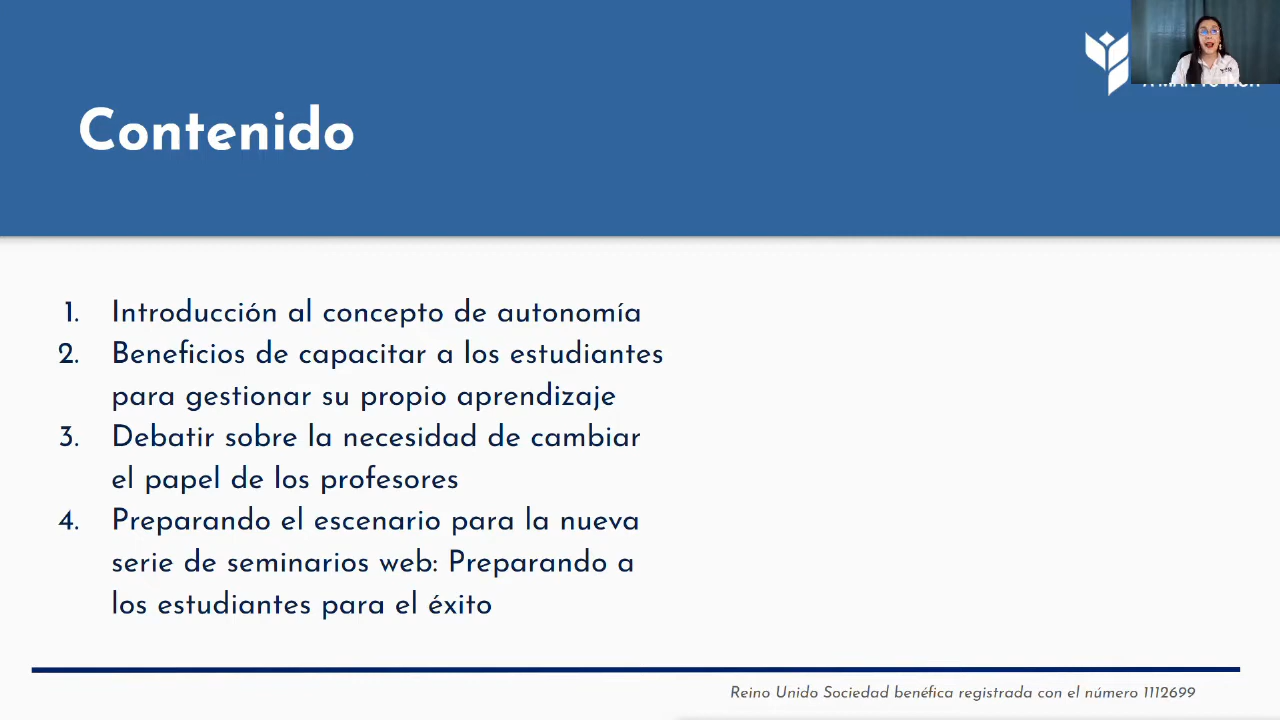 Contenido
1. Introducción al concepto de autonomía
2. Beneficios de capacitar a los estudiantes
para gestionar su propio aprendizaje
3. Debatir sobre la necesidad de cambiar
el papel de los profesores
4. Preparando el escenario para la nueva
serie de seminarios web: Preparando a
los estudiantes para el éxito
Reino Unido Sociedad benéfica registrada con el número 1112699